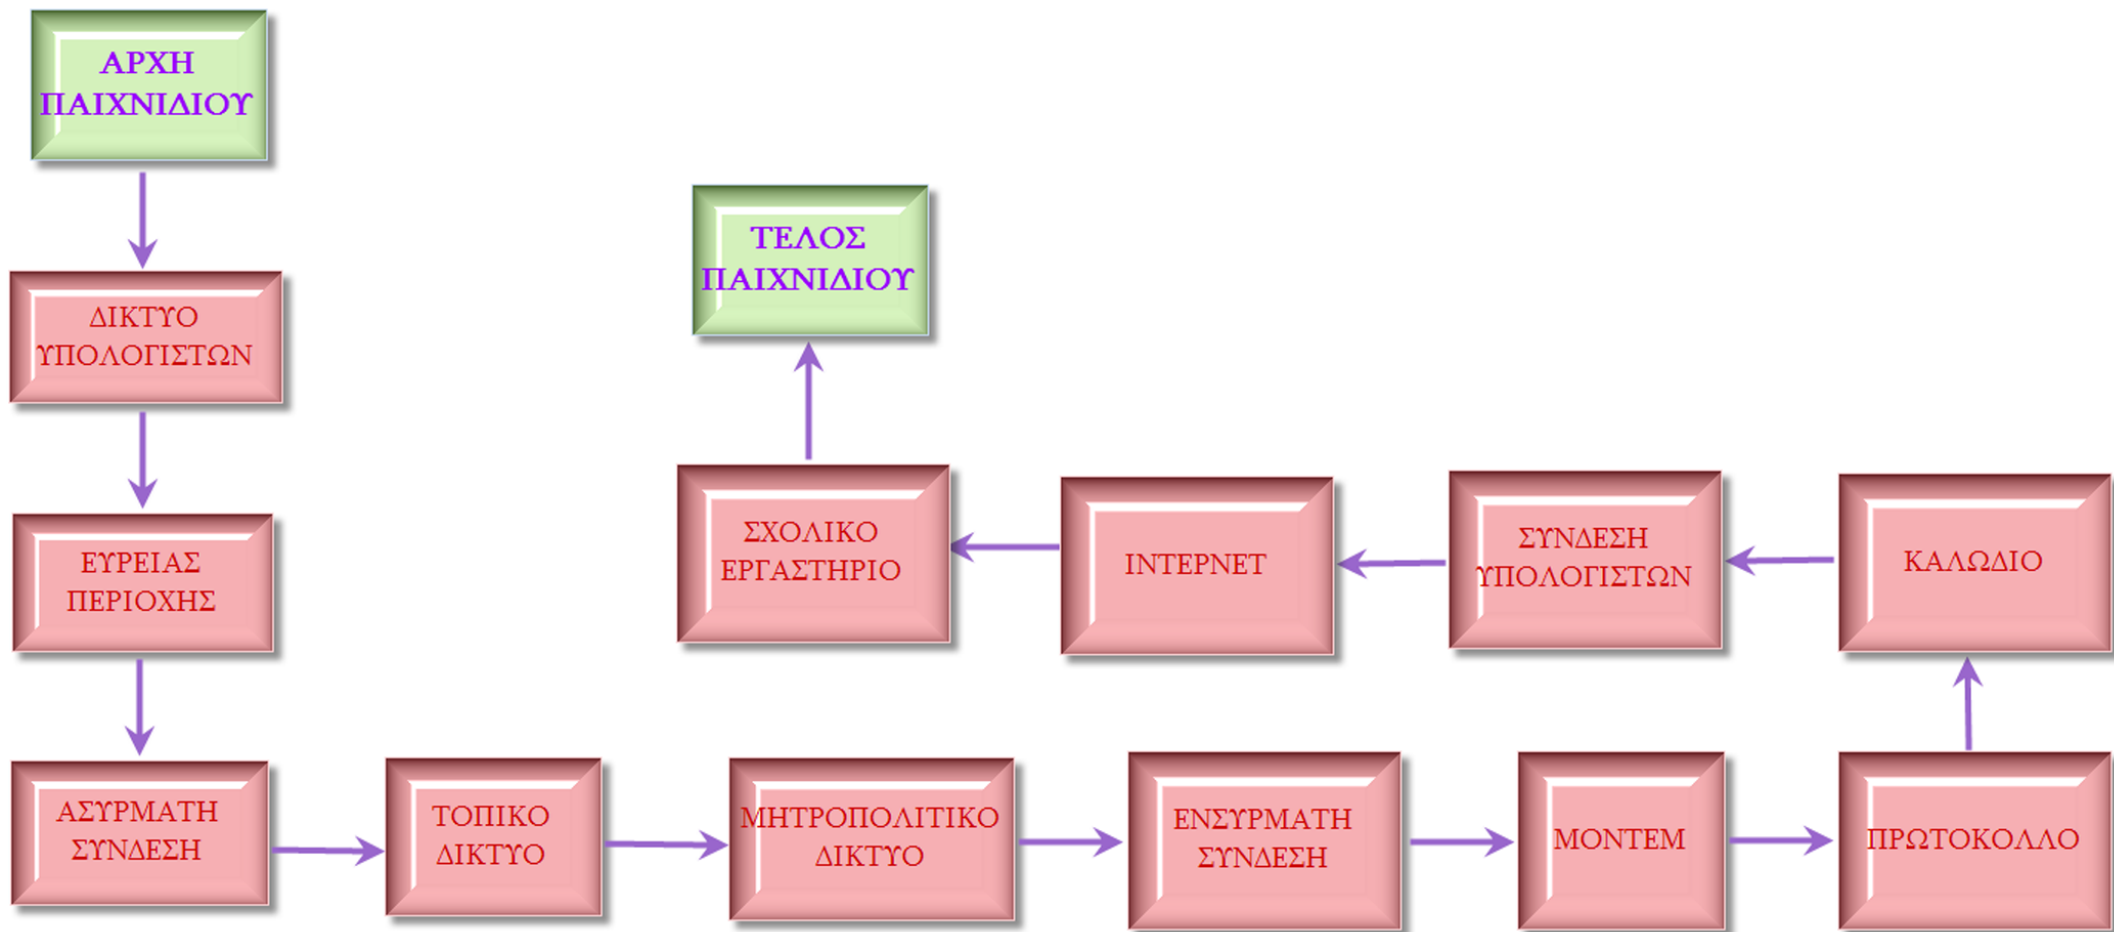 ΑΡΧΗ
ΠΑΙΧΝΙΔΙΟΥ
ΔΙΚΤΥΟ
ΥΠΟΛΟΓΙΣΤΩΝ
ΕΥΡΕΙΑΣ
ΠΕΡΙΟΧΗΣ
ΑΣΥΡΜΑΤΗ
ΣΥΝΔΕΣΗ
ΤΟΠΙΚΟ
ΔΙΚΤΥΟ
ΜΗΤΡΟΠΟΛΙΤΙΚΟ
ΔΙΚΤΥΟ
ΕΝΣΥΡΜΑΤΗ
ΣΥΝΔΕΣΗ
ΜΟΝΤΕΜ
ΠΡΩΤΟΚΟΛΛΟ
ΚΑΛΩΔΙΟ
ΣΥΝΔΕΣΗ
ΥΠΟΛΟΓΙΣΤΩΝ
ΙΝΤΕΡΝΕΤ
ΣΧΟΛΙΚΟ
ΕΡΓΑΣΤΗΡΙΟ
ΤΕΛΟΣ
ΠΑΙΧΝΙΔΙΟΥ